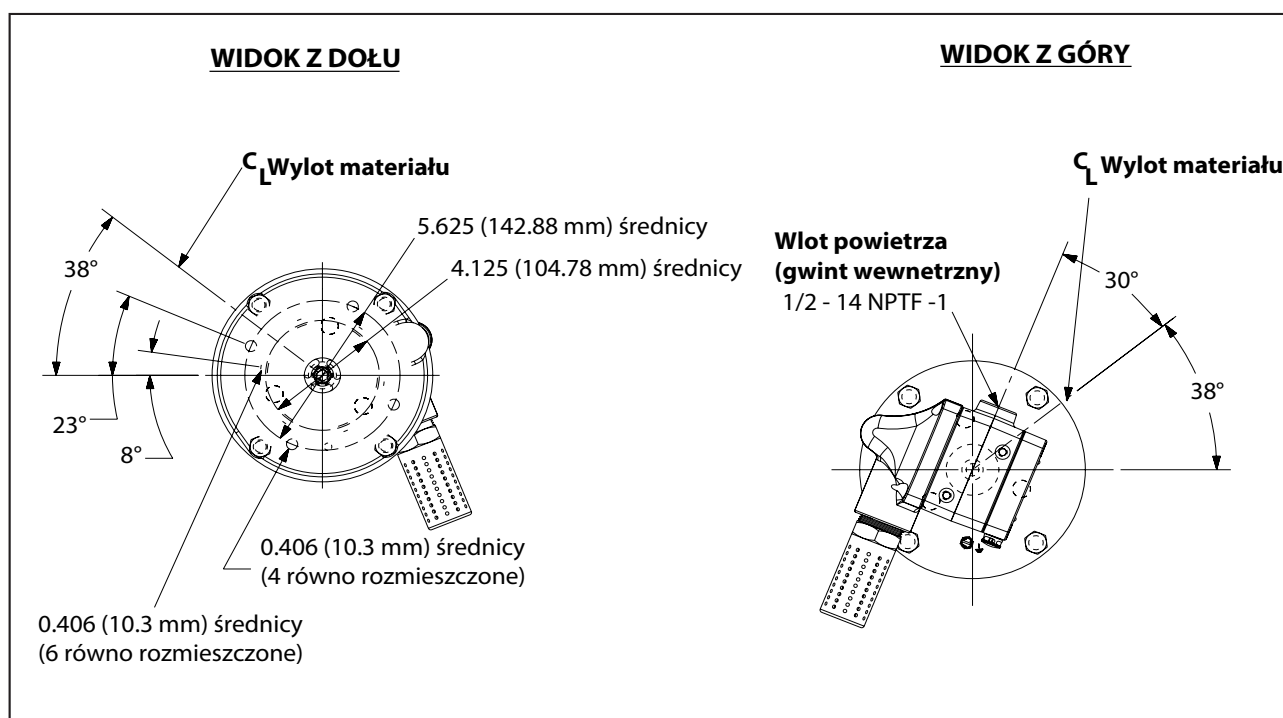 WIDOK Z DOŁU
CL Wylot materiału
5.625 (142.88 mm) średnicy
4.125 (104.78 mm) średnicy
38°
23°
8°
0.406 (10.3 mm) średnicy
(4 równo rozmieszczone)
0.406 (10.3 mm) średnicy
(6 równo rozmieszczone)
WIDOK Z GÓRY
CL Wylot materiału
Wlot powietrza
(gwint wewnetrzny)
1/2 - 14 NPTF -1
30°
38°